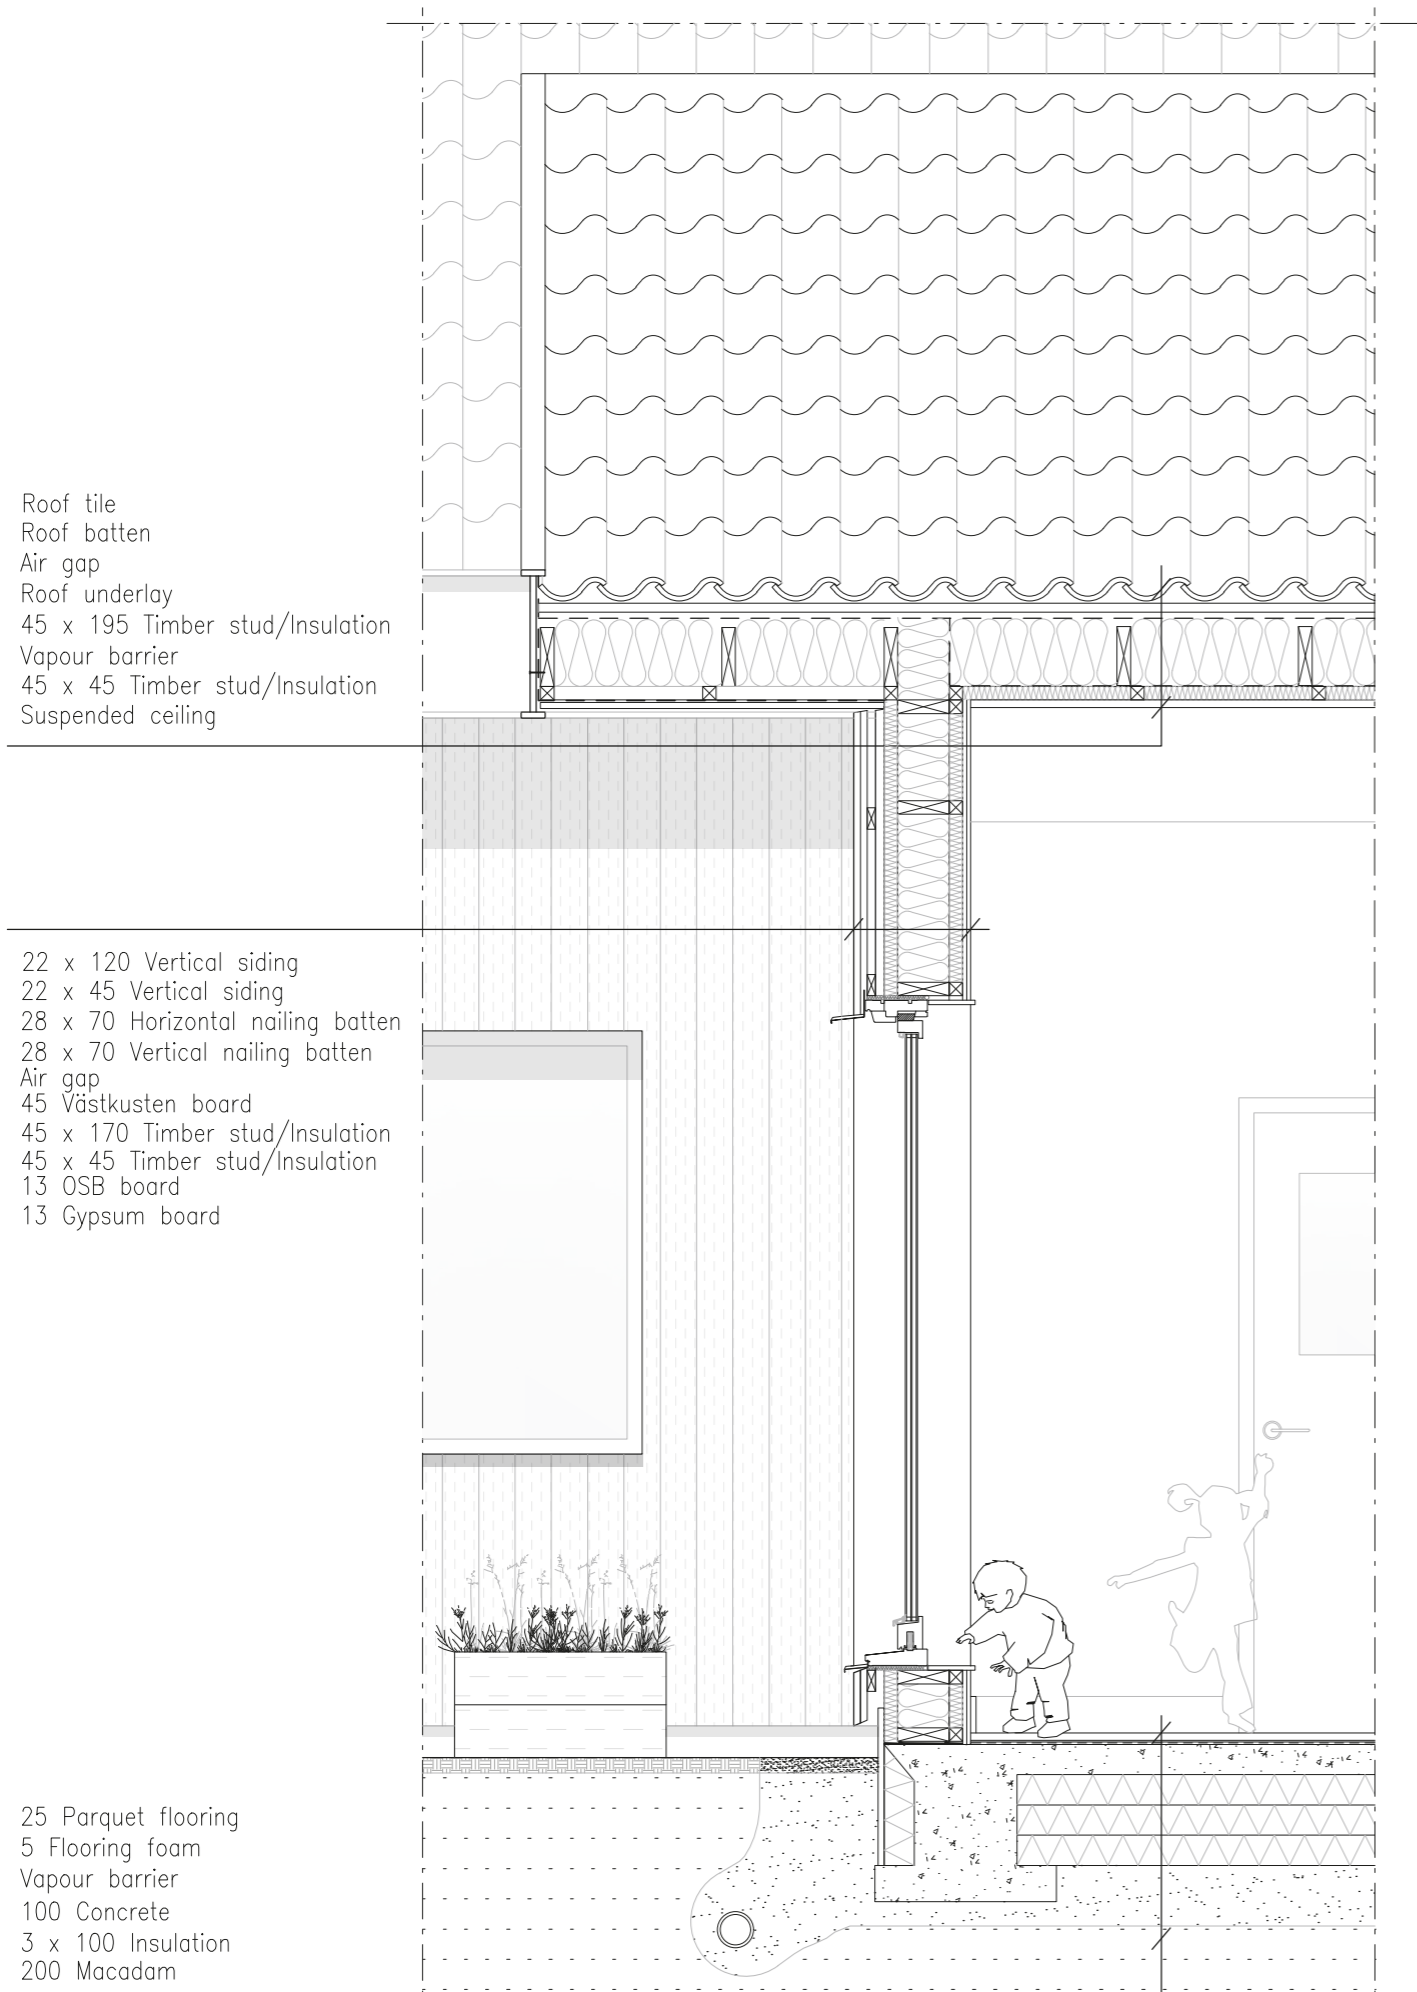 Roof tile
Roof batten
Air gap
Roof underlay
45 x 195 Timber stud/Insulation
Vapour barrier
45 x 45 Timber stud/Insulation
Suspended ceiling
22 x 120 Vertical siding
22 x 45 Vertical siding
28 x 70 Horizontal nailing batten
28 x 70 Vertical nailing batten
Air gap
45 Västkusten board
45 x 170 Timber stud/Insulation
45 x 45 Timber stud/Insulation
13 OSB board
13 Gypsum board
25 Parquet flooring
5 Flooring foam
Vapour barrier
100 Concrete
3 x 100 Insulation
200 Macadam